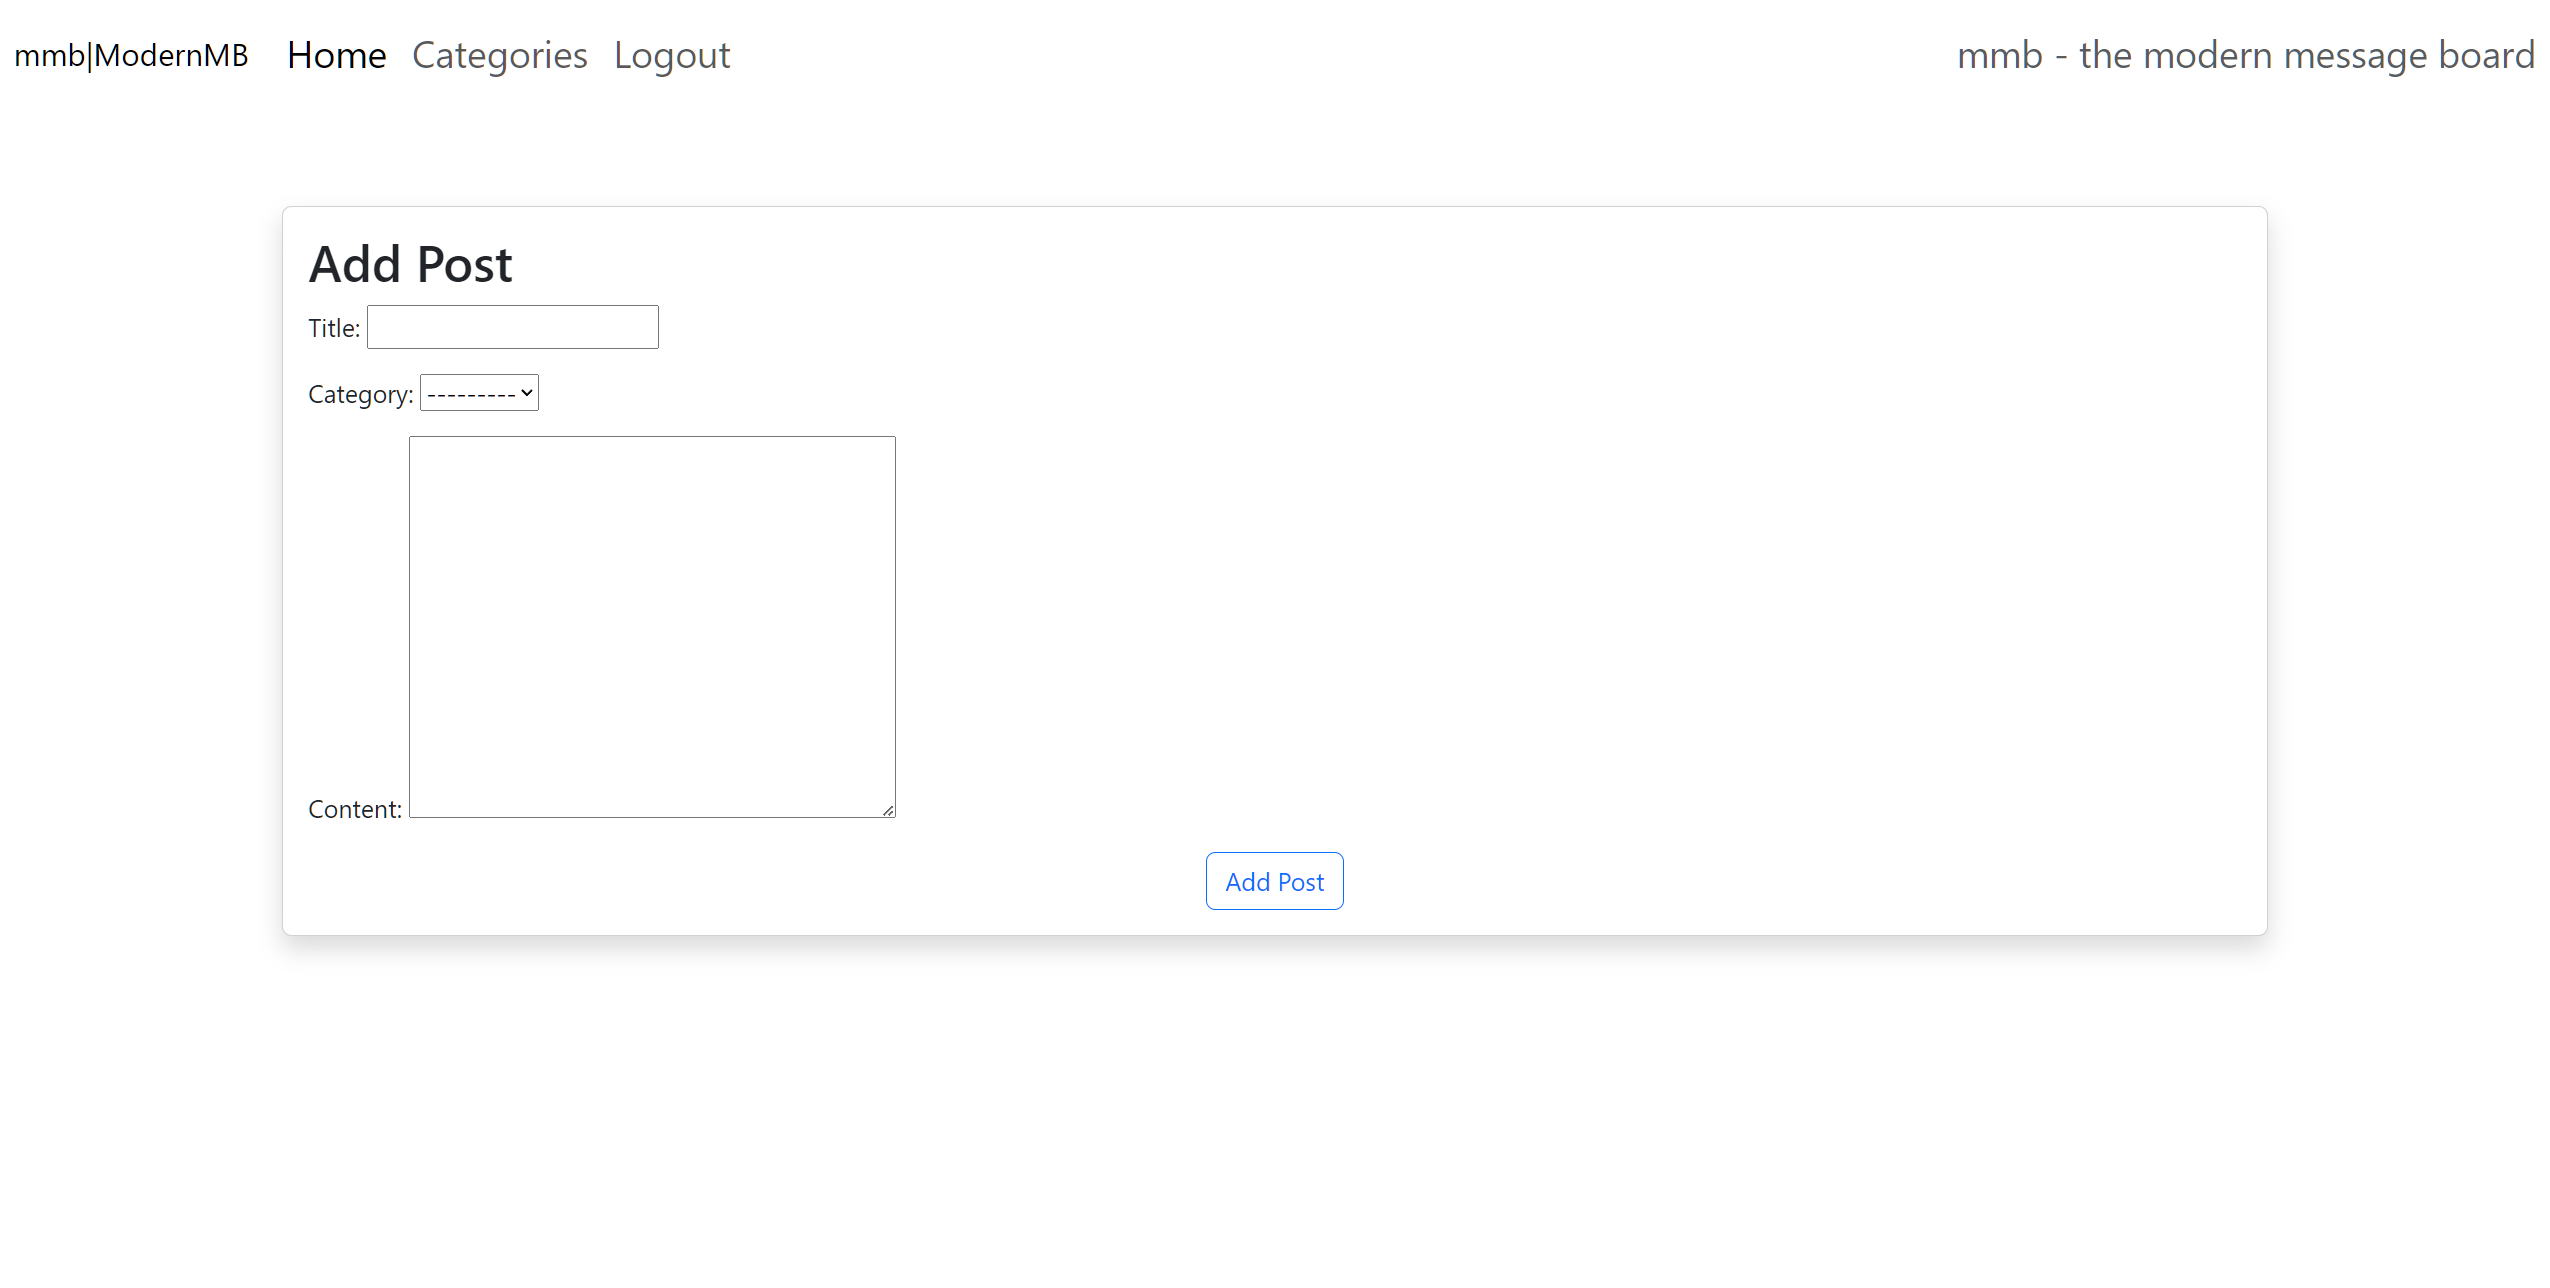 mmb|ModernMB Home Categories Logout mmb - the modern message board
Add Post
Title:
Category: ---------
Content:
Add Post